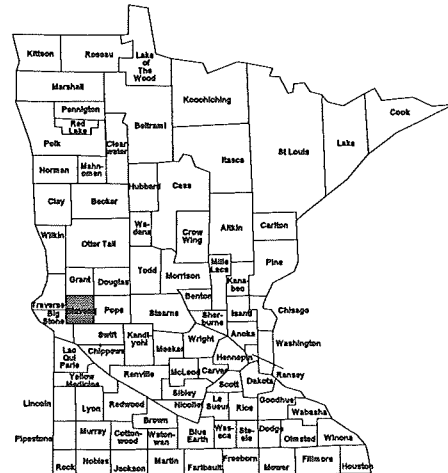 Kittson
Roseau
Lake
of
The
Wood
Marshall
Koochiching
Pennington
Red
Lake
Beltrami
Cook
Polk
Clear
water
St Louis
Lake
Itasca
Horman
Mahn-
omen
Hubbard
Cass
Clay
Becker
Wa-
dena
Crow
Wing
Aitkin
Carlton
Wilkin
Otter Tail
Todd
Morrison
Mille
Lacs
Pine
Kana-
bec
Grant
Douglas
Benton
Traverse
Stevens
Pope
Stearns
Sher-
burne
Isanti
Chisago
Big
Stone
Swift
Kandi-
yohi
Wright
Anoka
Washington
Meeker
Hennepin
Lac
Qui
Parle
Chippewa
Ramsey
McLeod
Carver
Renville
Scott
Dakota
Yellow
Medicine
Sibley
Lincoln
Lyon
Redwood
Nicollet
Le
Sueur
Rice
Goodhue
Wabasha
Brown
Pipestone
Murray
Cotton-
wood
Waton-
wan
Blue
Earth
Was-
eca
Ste-
ele
Dodge
Olmsted
Winona
Rock
Nobles
Jackson
Martin
Faribault
Freeborn
Mower
Fillmore
Houston